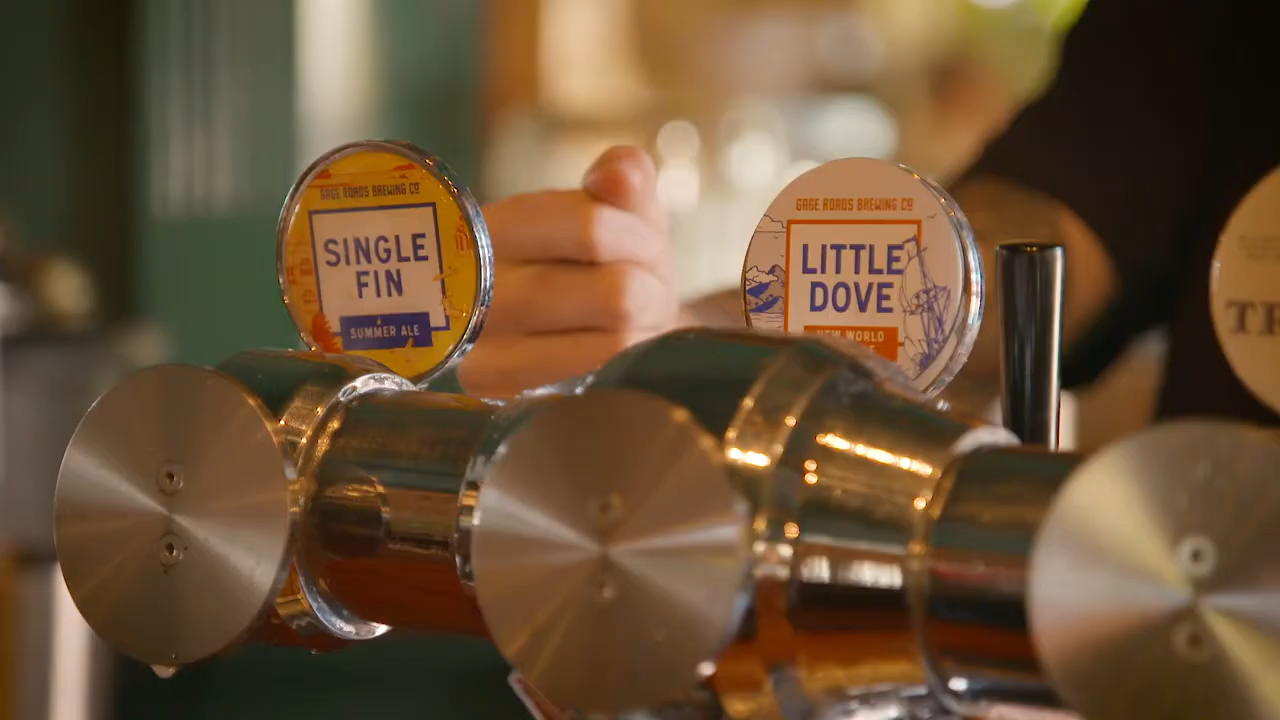 GAGE ROADS BREWING CO
SINGLE
FIN
SUMMER ALE
GAGE ROADS BREWING CO
LITTLE
DOVE
NEW WORLD